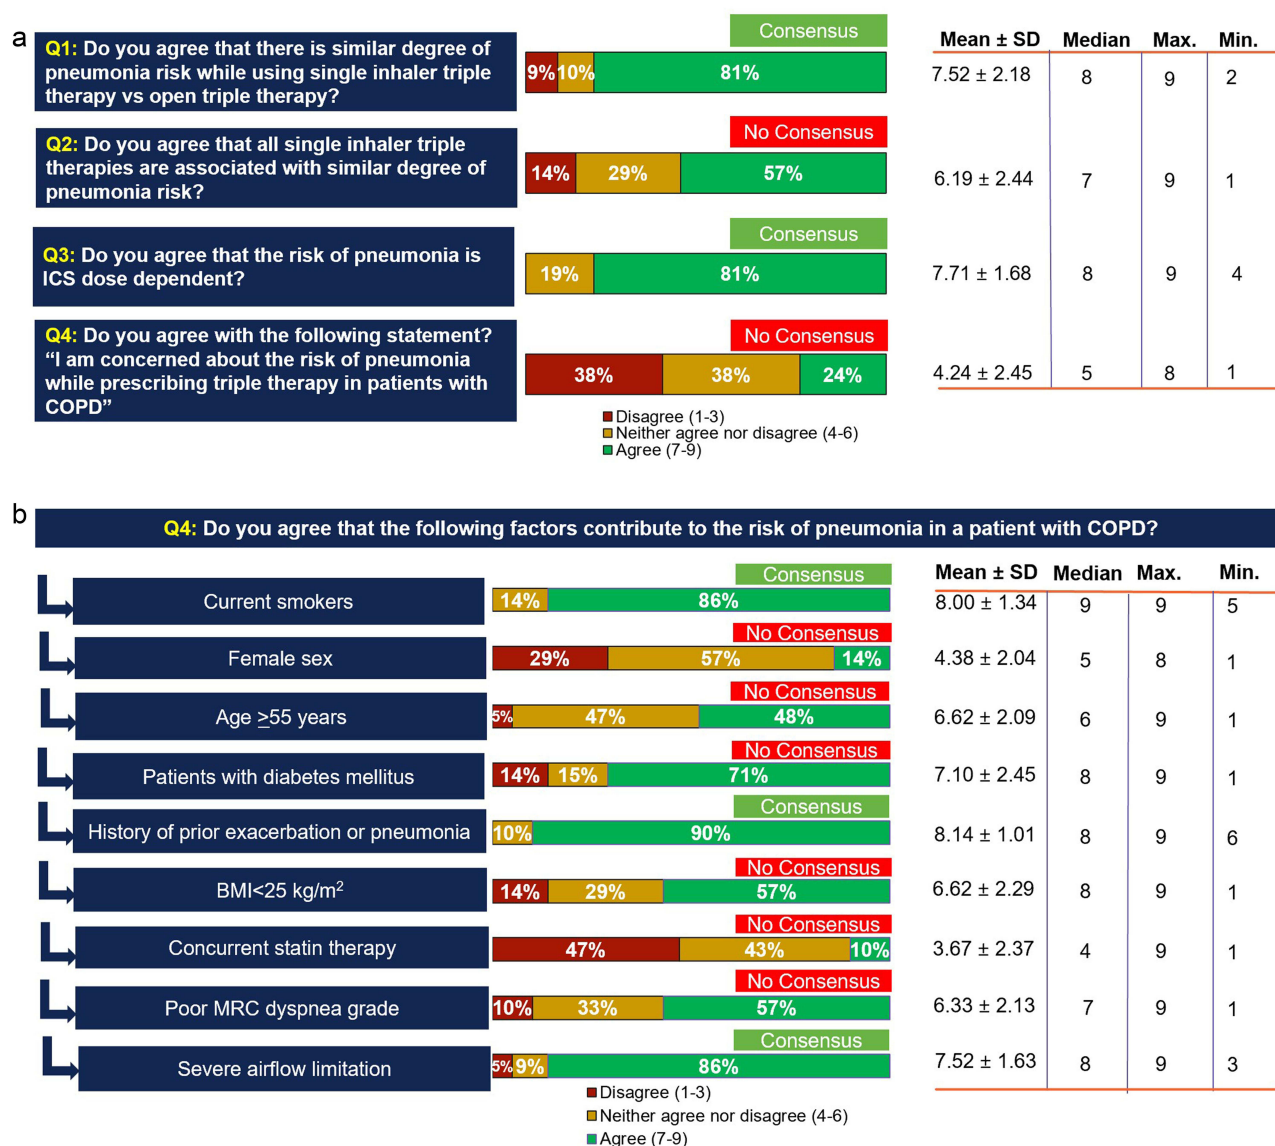 a
Consensus
Mean ± SD Median Max. Min.
Q1: Do you agree that there is similar degree of
pneumonia risk while using single inhaler triple
therapy vs open triple therapy?
9% 10% 81%
7.52 ± 2.18 8 9 2
No Consensus
Q2: Do you agree that all single inhaler triple
therapies are associated with similar degree of
pneumonia risk?
14% 29% 57%
6.19 ± 2.44 7 9 1
Consensus
Q3: Do you agree that the risk of pneumonia is
ICS dose dependent?
19% 81%
7.71 ± 1.68 8 9 4
No Consensus
Q4: Do you agree with the following statement?
“I am concerned about the risk of pneumonia
while prescribing triple therapy in patients with
COPD”
38% 38% 24%
4.24 ± 2.45 5 8 1
Disagree (1-3)
Neither agree nor disagree (4-6)
Agree (7-9)
b
Q4: Do you agree that the following factors contribute to the risk of pneumonia in a patient with COPD?
Mean ± SD Median Max. Min.
Consensus
Current smokers 14% 86% 8.00 ± 1.34 9 9 5
No Consensus
Female sex 29% 57% 14% 4.38 ± 2.04 5 8 1
No Consensus
Age ≥55 years 5% 47% 48% 6.62 ± 2.09 6 9 1
No Consensus
Patients with diabetes mellitus 14% 15% 71% 7.10 ± 2.45 8 9 1
Consensus
History of prior exacerbation or pneumonia 10% 90% 8.14 ± 1.01 8 9 6
No Consensus
BMI<25 kg/m² 14% 29% 57% 6.62 ± 2.29 8 9 1
No Consensus
Concurrent statin therapy 47% 43% 10% 3.67 ± 2.37 4 9 1
No Consensus
Poor MRC dyspnea grade 10% 33% 57% 6.33 ± 2.13 7 9 1
Consensus
Severe airflow limitation 5% 9% 86% 7.52 ± 1.63 8 9 3
Disagree (1-3)
Neither agree nor disagree (4-6)
Agree (7-9)